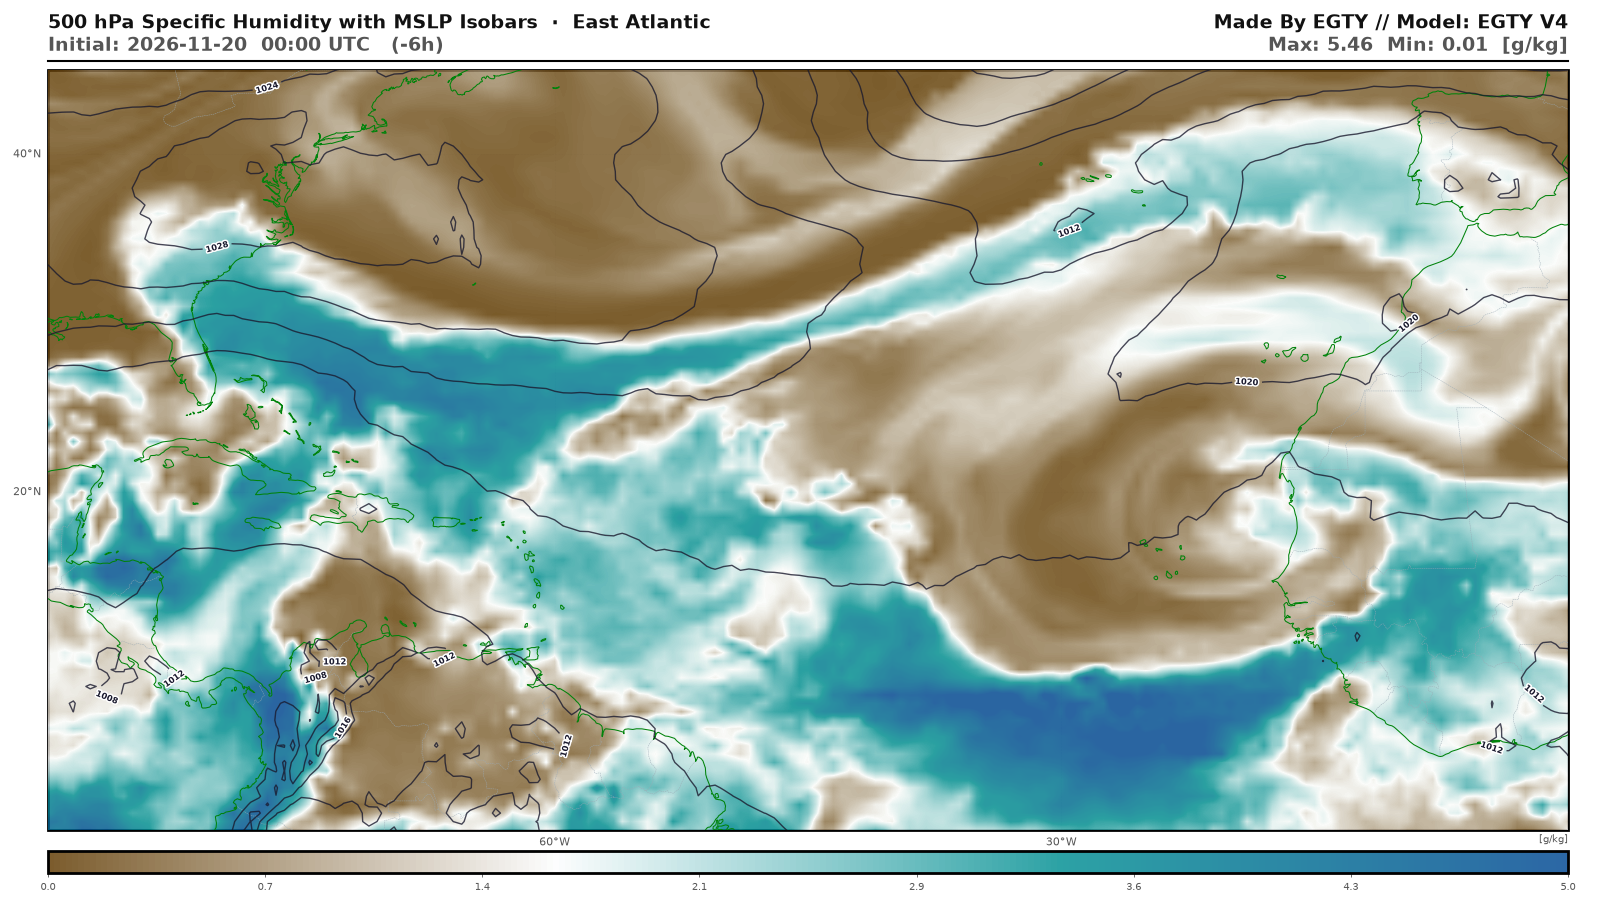 500 hPa Specific Humidity with MSLP Isobars · East Atlantic
Made By EGTY // Model: EGTY V4
Initial: 2026-11-20 00:00 UTC (-6h)
Max: 5.46 Min: 0.01 [g/kg]
1024
40°N
1012
1028
1020
1020
20°N
1012
1012
1008
1012
1008
1012
1016
1012
1012
60°W
30°W
[g/kg]
0.0
0.7
1.4
2.1
2.9
3.6
4.3
5.0